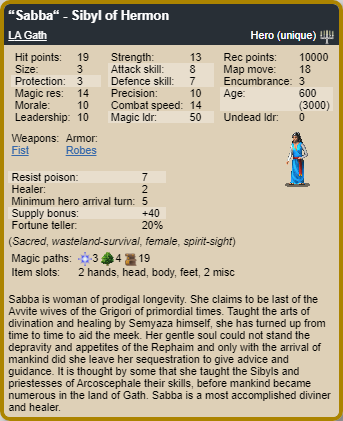 “Sabba“ - Sibyl of Hermon
LA Gath Hero (unique)
Hit points: 19 Strength: 13 Rec points: 10000
Size: 3 Attack skill: 8 Map move: 18
Protection: 3 Defence skill: 7 Encumbrance: 3
Magic res: 14 Precision: 10 Age: 600
Morale: 10 Combat speed: 14 (3000)
Leadership: 10 Magic ldr: 50 Undead ldr: 0
Weapons: Armor:
Fist Robes
Resist poison: 7
Healer: 2
Minimum hero arrival turn: 5
Supply bonus: +40
Fortune teller: 20%
(Sacred, wasteland-survival, female, spirit-sight)
Magic paths: 3 4 19
Item slots: 2 hands, head, body, feet, 2 misc
Sabba is woman of prodigal longevity. She claims to be last of the
Avvite wives of the Grigori of primordial times. Taught the arts of
divination and healing by Semyaza himself, she has turned up from
time to time to aid the meek. Her gentle soul could not stand the
depravity and appetites of the Rephaim and only with the arrival of
mankind did she leave her sequestration to give advice and
guidance. It is thought by some that she taught the Sibyls and
priestesses of Arcoscephale their skills, before mankind became
numerous in the land of Gath. Sabba is a most accomplished diviner
and healer.